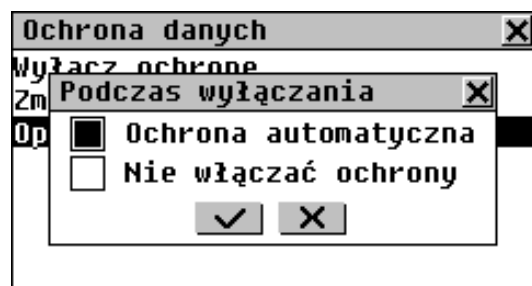 Ochrona danych
Wyłącz ochronę
Zm
Podczas wyłączania
Op
Ochrona automatyczna
Nie włączać ochrony